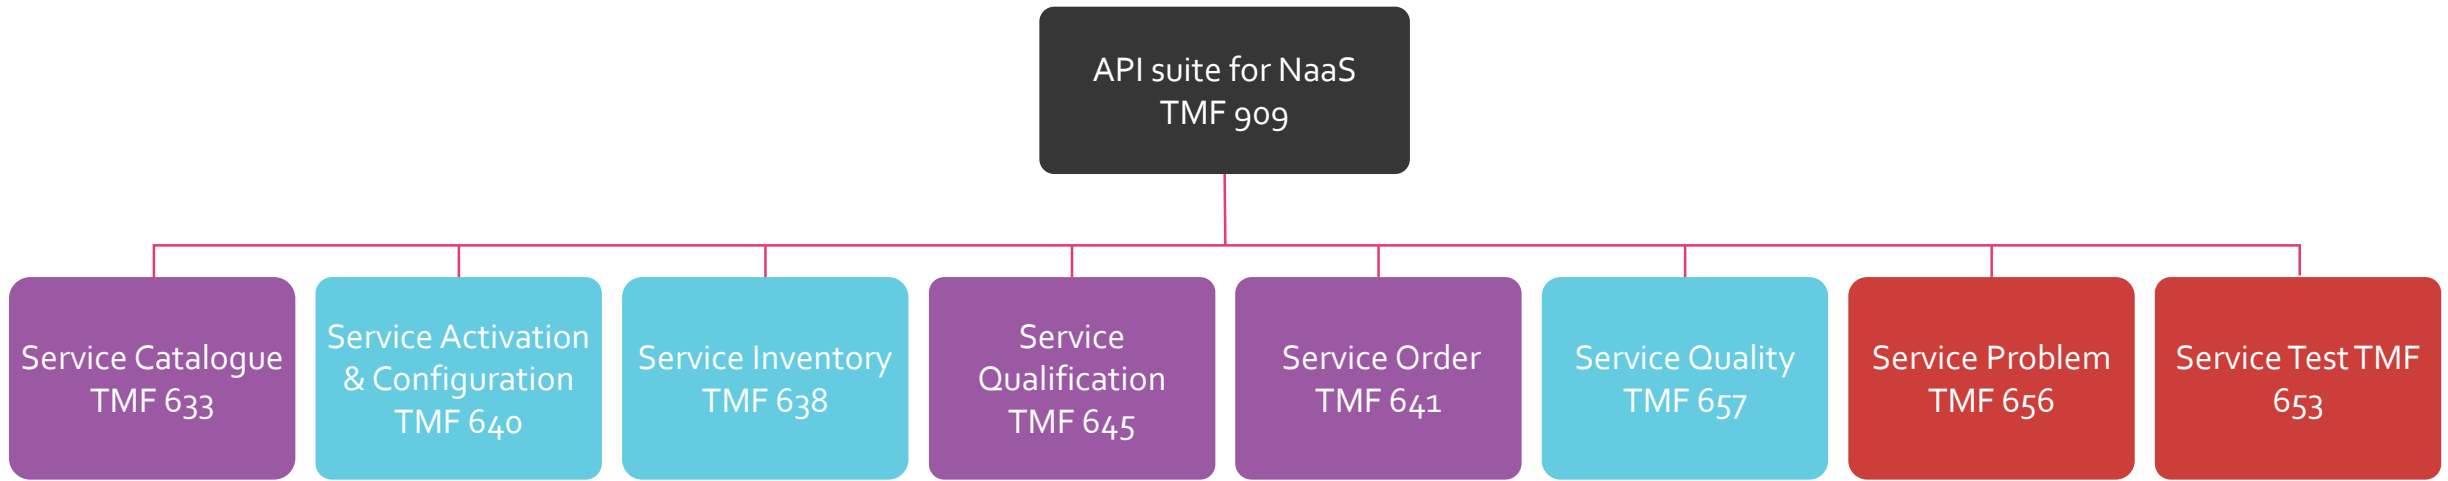 API suite for NaaS
TMF 909
Service Catalogue
TMF 633
Service Activation
& Configuration
TMF 640
Service Inventory
TMF 638
Service
Qualification
TMF 645
Service Order
TMF 641
Service Quality
TMF 657
Service Problem
TMF 656
Service Test TMF
653